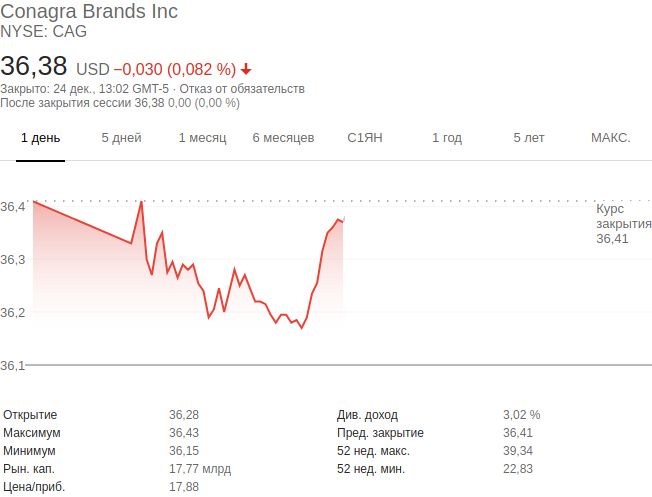 Conagra Brands Inc
NYSE: CAG
36,38 USD −0,030 (0,082 %)
Закрыто: 24 дек., 13:02 GMT-5 · Отказ от обязательств
После закрытия сессии 36,38 0,00 (0,00 %)
1 день 5 дней 1 месяц 6 месяцев С1ЯН 1 год 5 лет МАКС.
36,4
36,3
36,2
36,1
Курс
закрытия
36,41
Открытие 36,28 Див. доход 3,02 %
Максимум 36,43 Пред. закрытие 36,41
Минимум 36,15 52 нед. макс. 39,34
Рын. кап. 17,77 млрд 52 нед. мин. 22,83
Цена/приб. 17,88